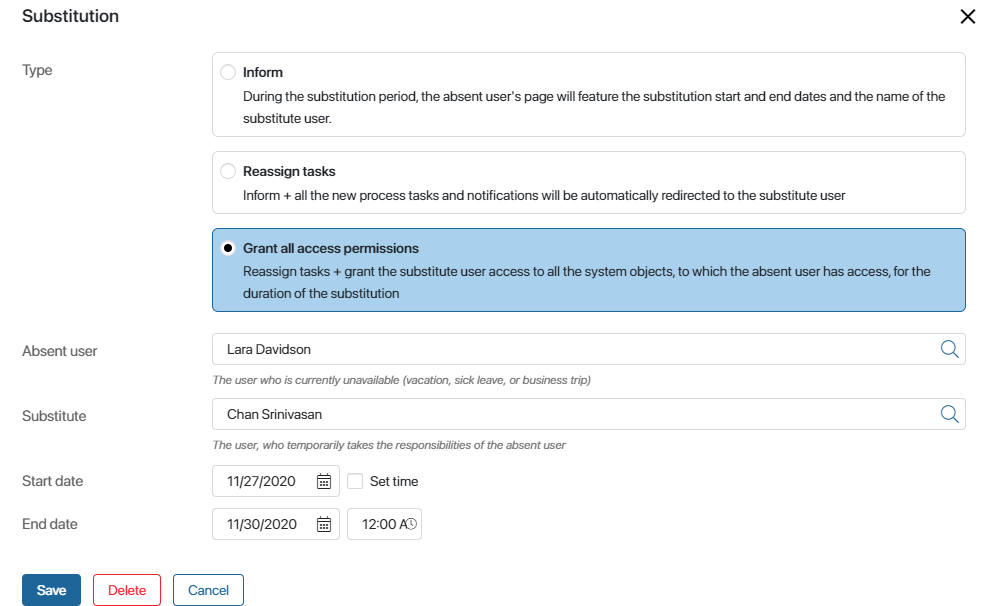 Substitution
Type
Inform
During the substitution period, the absent user's page will feature the substitution start and end dates and the name of the
substitute user.
Reassign tasks
Inform + all the new process tasks and notifications will be automatically redirected to the substitute user
Grant all access permissions
Reassign tasks + grant the substitute user access to all the system objects, to which the absent user has access, for the
duration of the substitution
Absent user
Lara Davidson
The user who is currently unavailable (vacation, sick leave, or business trip)
Substitute
Chan Srinivasan
The user, who temporarily takes the responsibilities of the absent user
Start date
11/27/2020
Set time
End date
11/30/2020
12:00 A
Save
Delete
Cancel